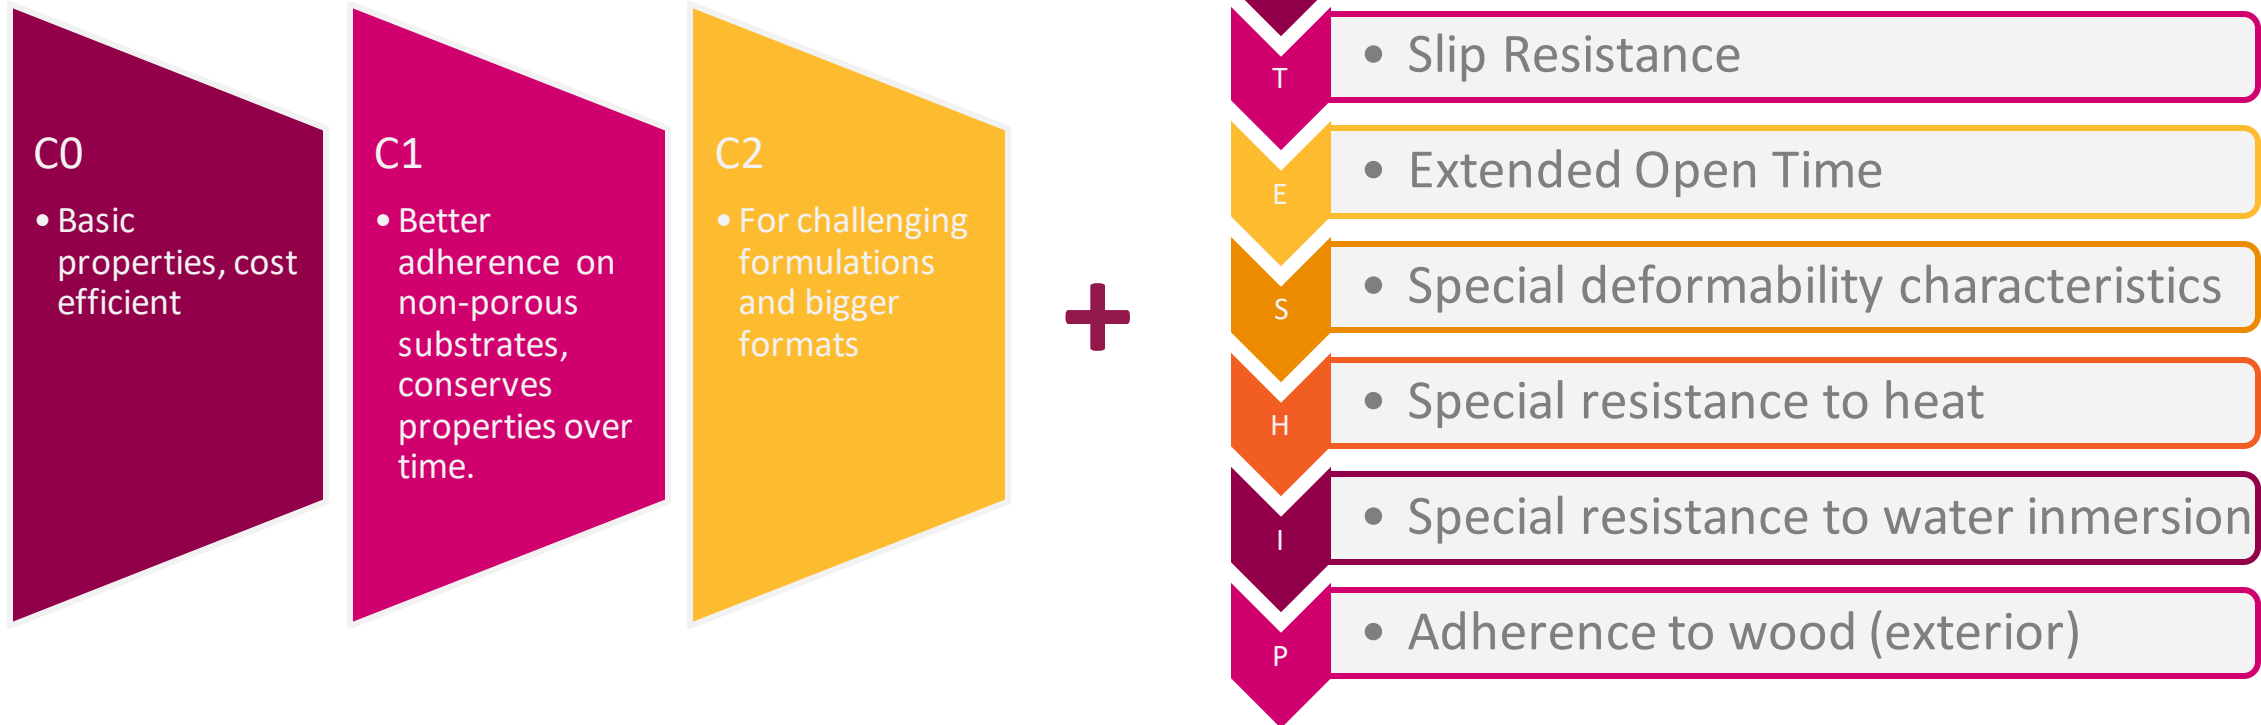 C0
• Basic
properties, cost
efficient
C1
• Better
adherence on
non-porous
substrates,
conserves
properties over
time.
C2
• For challenging
formulations
and bigger
formats
+
T
• Slip Resistance
E
• Extended Open Time
S
• Special deformability characteristics
H
• Special resistance to heat
I
• Special resistance to water inmersion
P
• Adherence to wood (exterior)